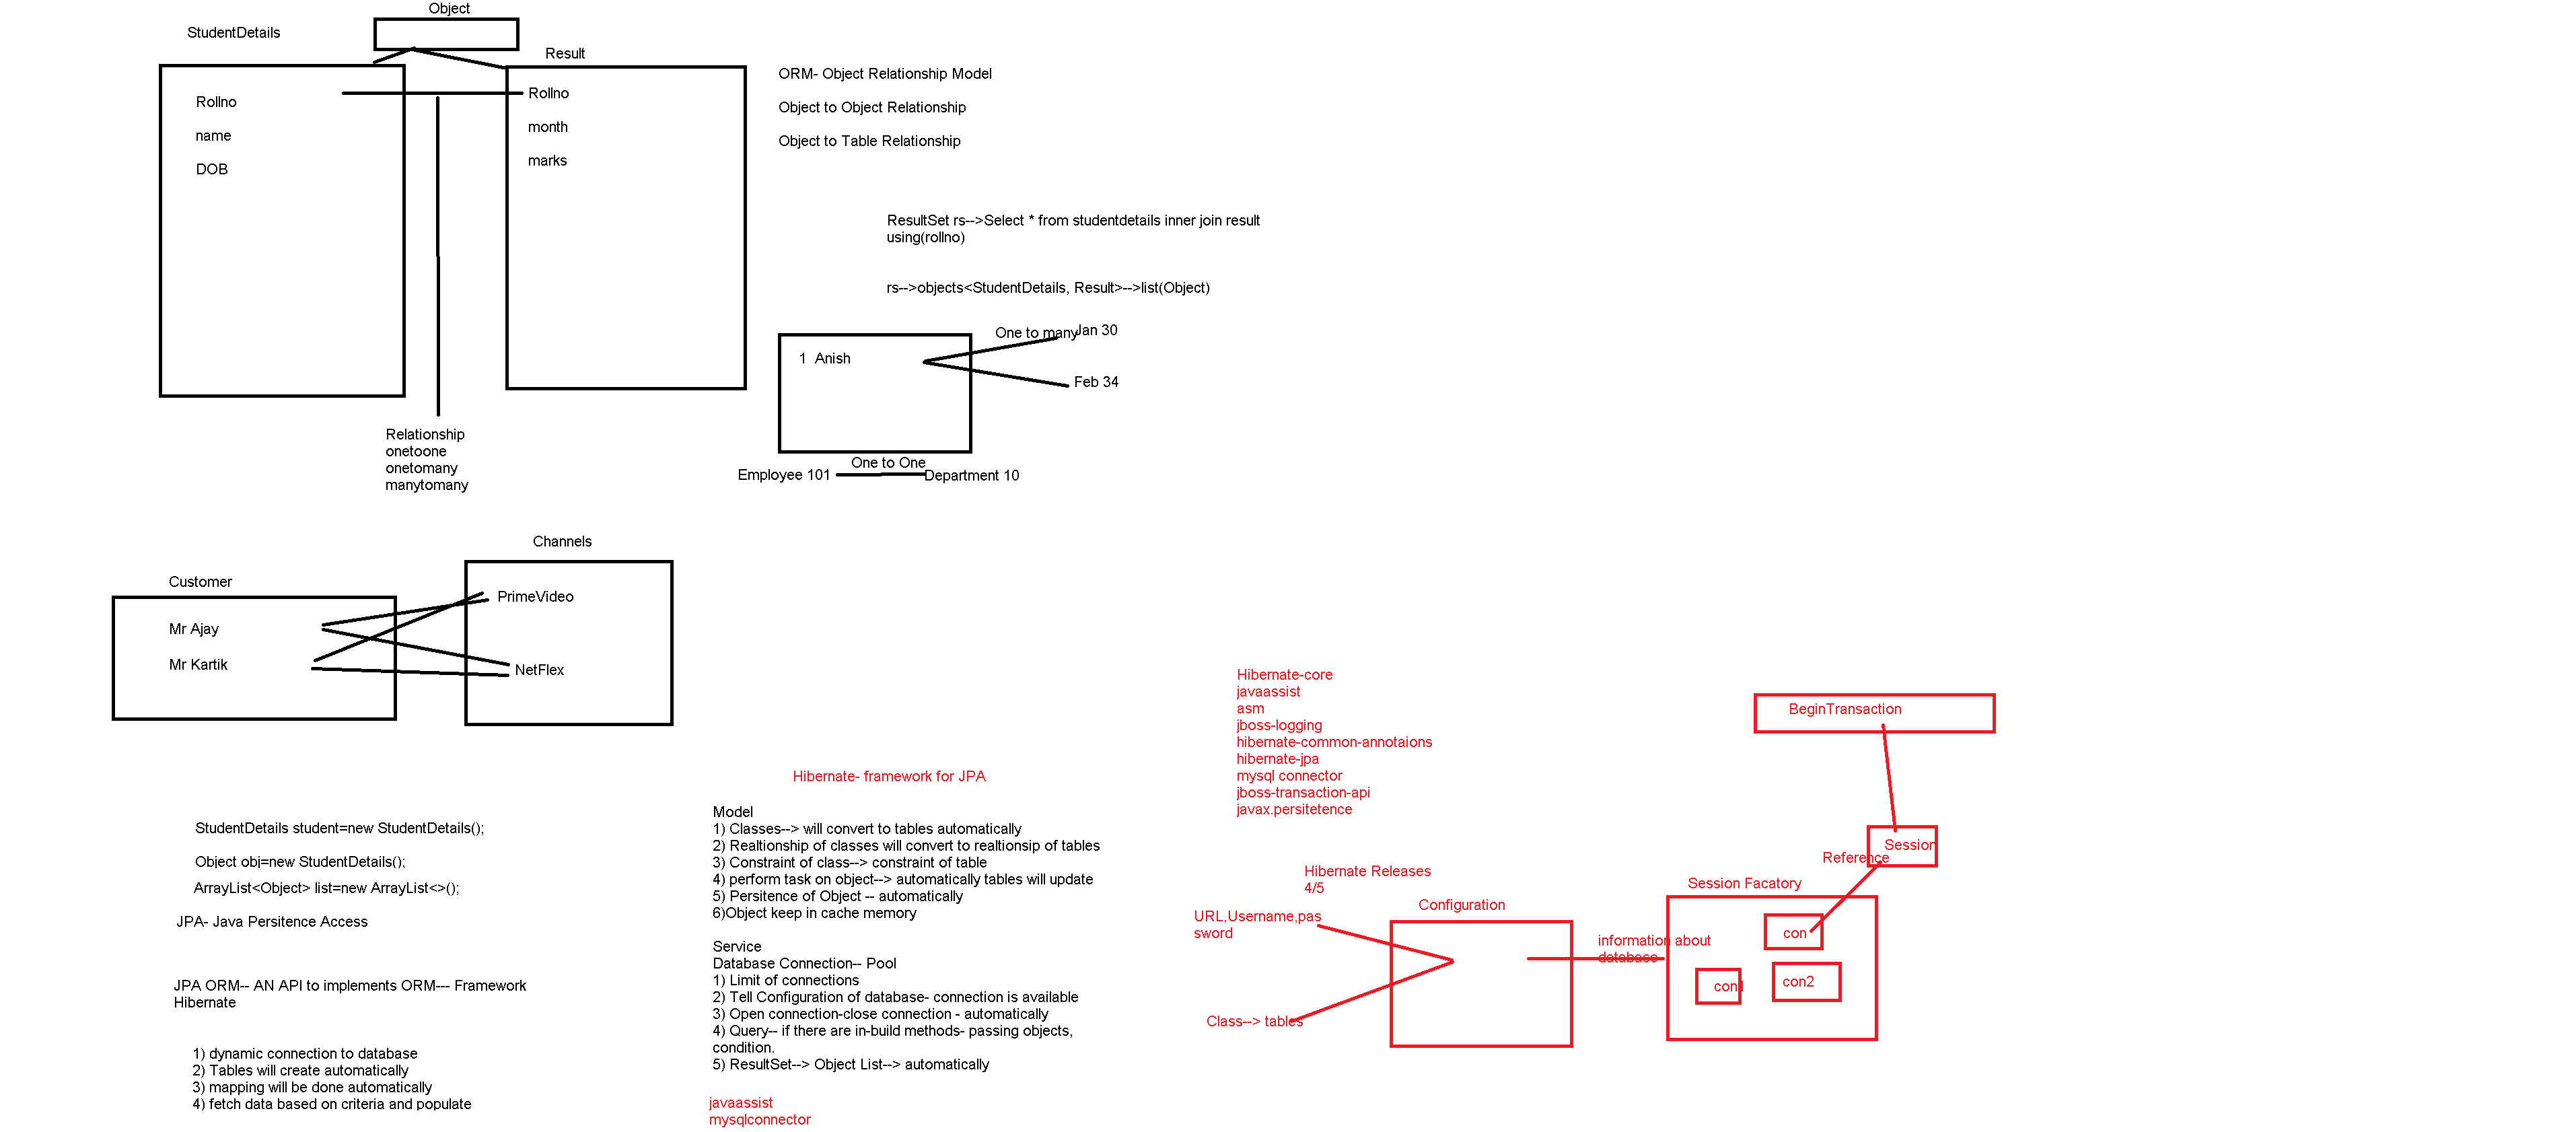 Object
StudentDetails
Rollno
name
DOB
Result
Rollno
month
marks
Relationship
onetoone
onetomany
manytomany
ORM- Object Relationship Model
Object to Object Relationship
Object to Table Relationship
ResultSet rs-->Select * from studentdetails inner join result
using(rollno)
rs-->objects<StudentDetails, Result>-->list(Object)
One to many
Jan 30
1  Anish
Feb 34
One to One
Employee 101
Department 10
Channels
Customer
PrimeVideo
Mr Ajay
Mr Kartik
NetFlex
StudentDetails student=new StudentDetails();
Object obj=new StudentDetails();
ArrayList<Object> list=new ArrayList<>();
JPA- Java Persitence Access
JPA ORM-- AN API to implements ORM--- Framework
Hibernate
1) dynamic connection to database
2) Tables will create automatically
3) mapping will be done automatically
4) fetch data based on criteria and populate
Hibernate- framework for JPA
Model
1) Classes--> will convert to tables automatically
2) Realtionship of classes will convert to realtionsip of tables
3) Constraint of class--> constraint of table
4) perform task on object--> automatically tables will update
5) Persitence of Object -- automatically
6)Object keep in cache memory
Service
Database Connection-- Pool
1) Limit of connections
2) Tell Configuration of database- connection is available
3) Open connection-close connection - automatically
4) Query-- if there are in-build methods- passing objects,
condition.
5) ResultSet--> Object List--> automatically
javaassist
mysqlconnector
Hibernate-core
javaassist
asm
jboss-logging
hibernate-common-annotaions
hibernate-jpa
mysql connector
jboss-transaction-api
javax.persitetence
Hibernate Releases
4/5
URL,Username,pas
sword
Class--> tables
Configuration
information about
database
BeginTransaction
Session
Reference
Session Facatory
con
con1
con2